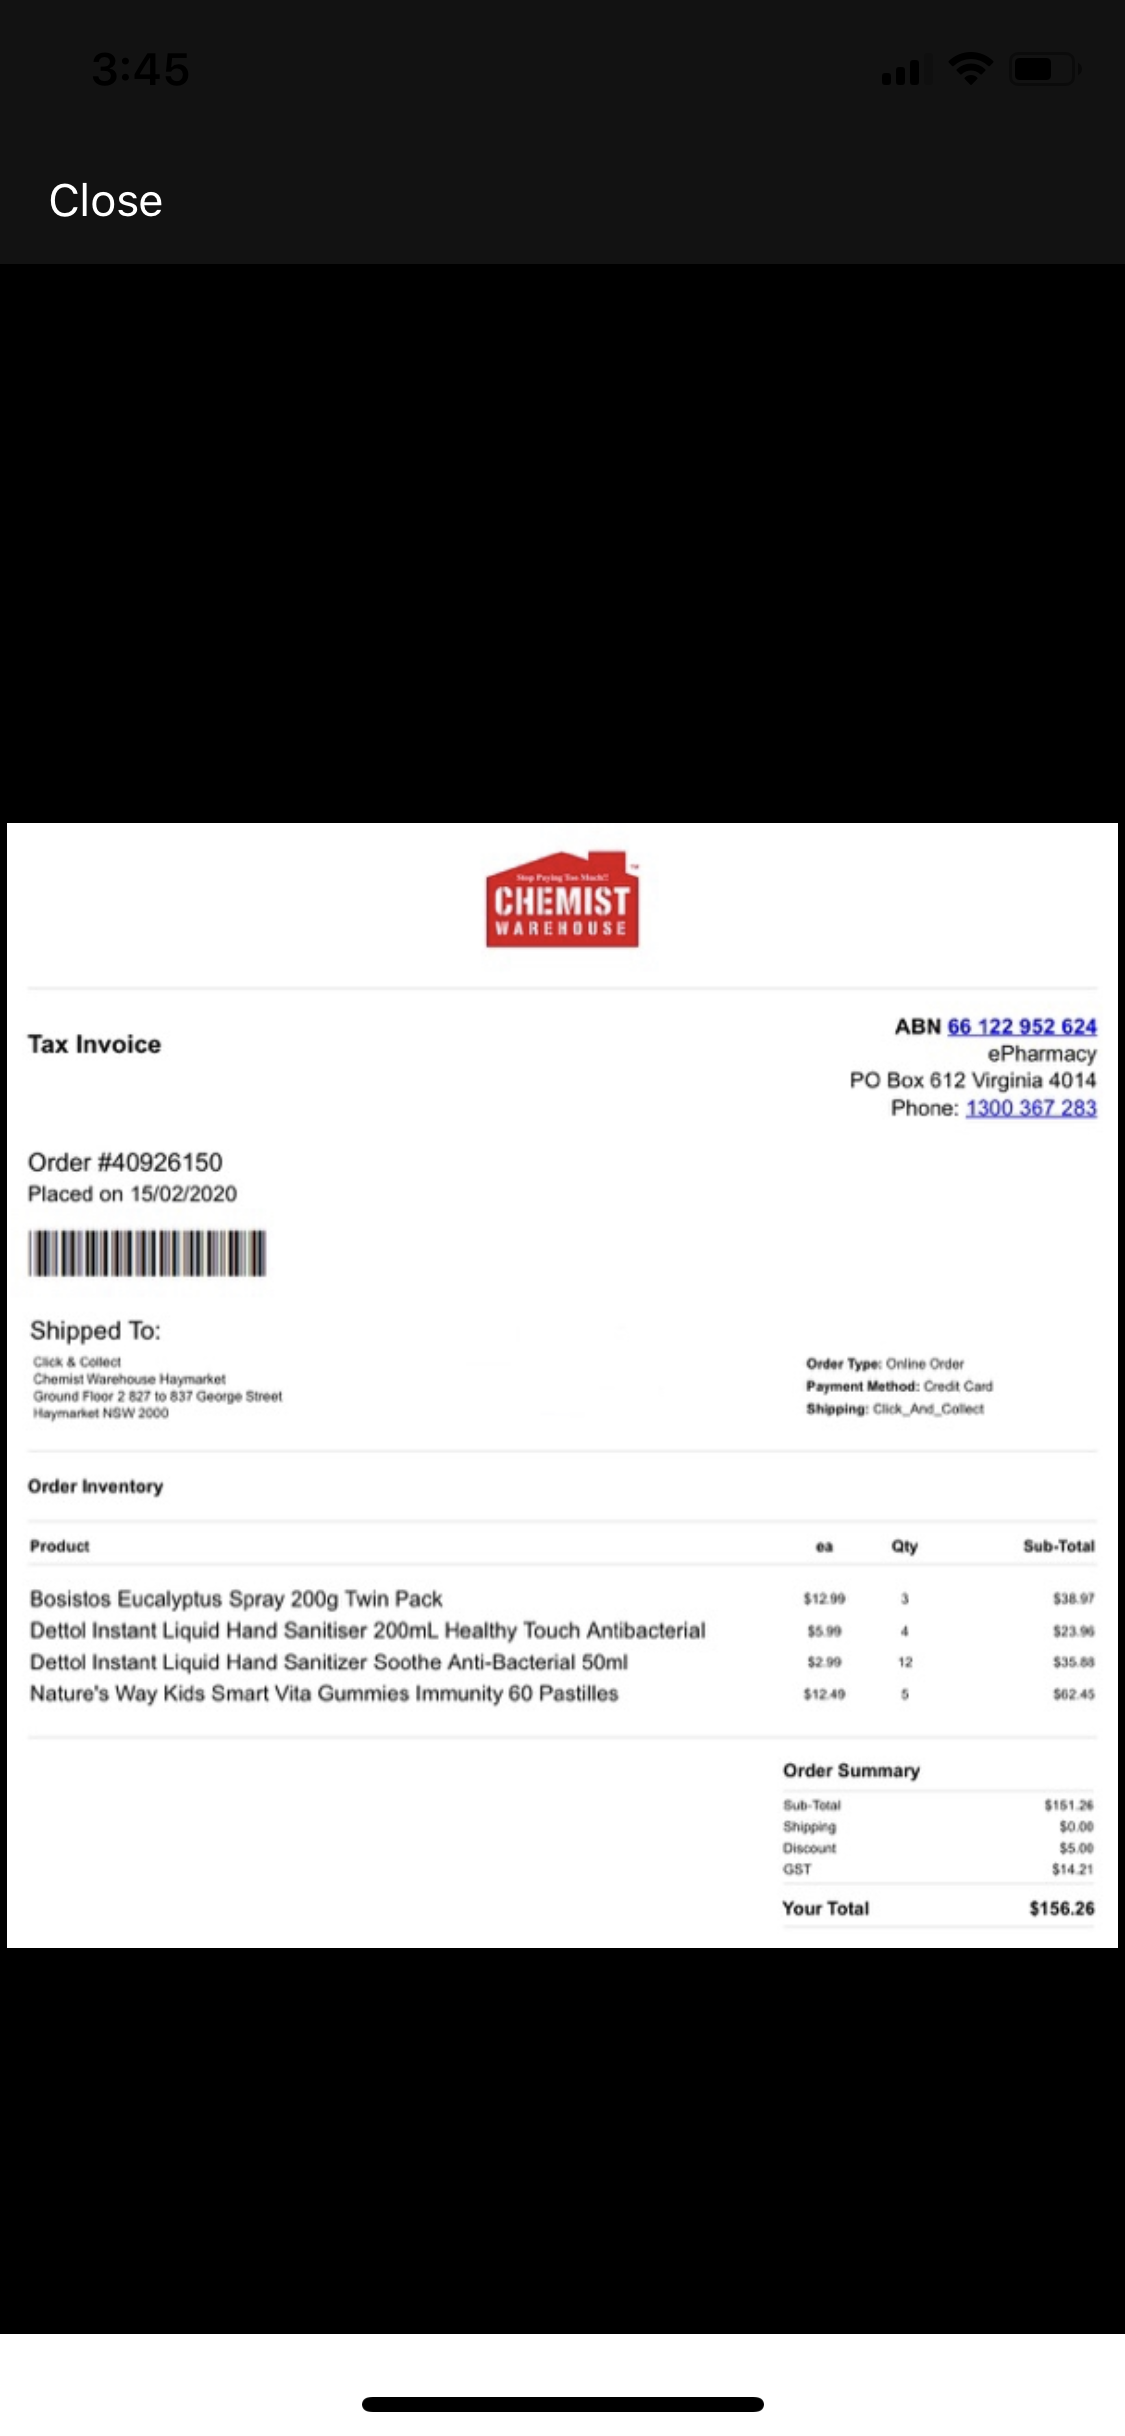 3:45
Close
Stop Paying Too Much!!
CHEMIST
WAREHOUSE
Tax Invoice
ABN 66 122 952 624
ePharmacy
PO Box 612 Virginia 4014
Phone: 1300 367 283
Order #40926150
Placed on 15/02/2020
Shipped To:
Click & Collect
Chemist Warehouse Haymarket
Ground Floor 2 827 to 837 George Street
Haymarket NSW 2000
Order Type: Online Order
Payment Method: Credit Card
Shipping: Click_And_Collect
Order Inventory
Product ea Qty Sub-Total
Bosistos Eucalyptus Spray 200g Twin Pack $12.99 3 $38.97
Dettol Instant Liquid Hand Sanitiser 200mL Healthy Touch Antibacterial $5.99 4 $23.96
Dettol Instant Liquid Hand Sanitizer Soothe Anti-Bacterial 50ml $2.99 12 $35.88
Nature's Way Kids Smart Vita Gummies Immunity 60 Pastilles $12.49 5 $62.45
Order Summary
Sub-Total $161.26
Shipping $0.00
Discount $5.00
GST $14.21
Your Total $156.26